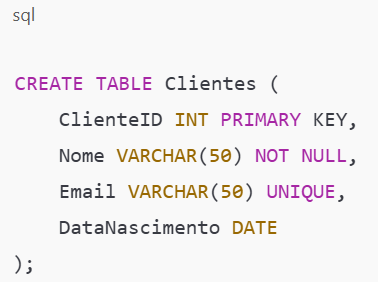 sql
CREATE TABLE Clientes (
    ClienteID INT PRIMARY KEY,
    Nome VARCHAR(50) NOT NULL,
    Email VARCHAR(50) UNIQUE,
    DataNascimento DATE
);